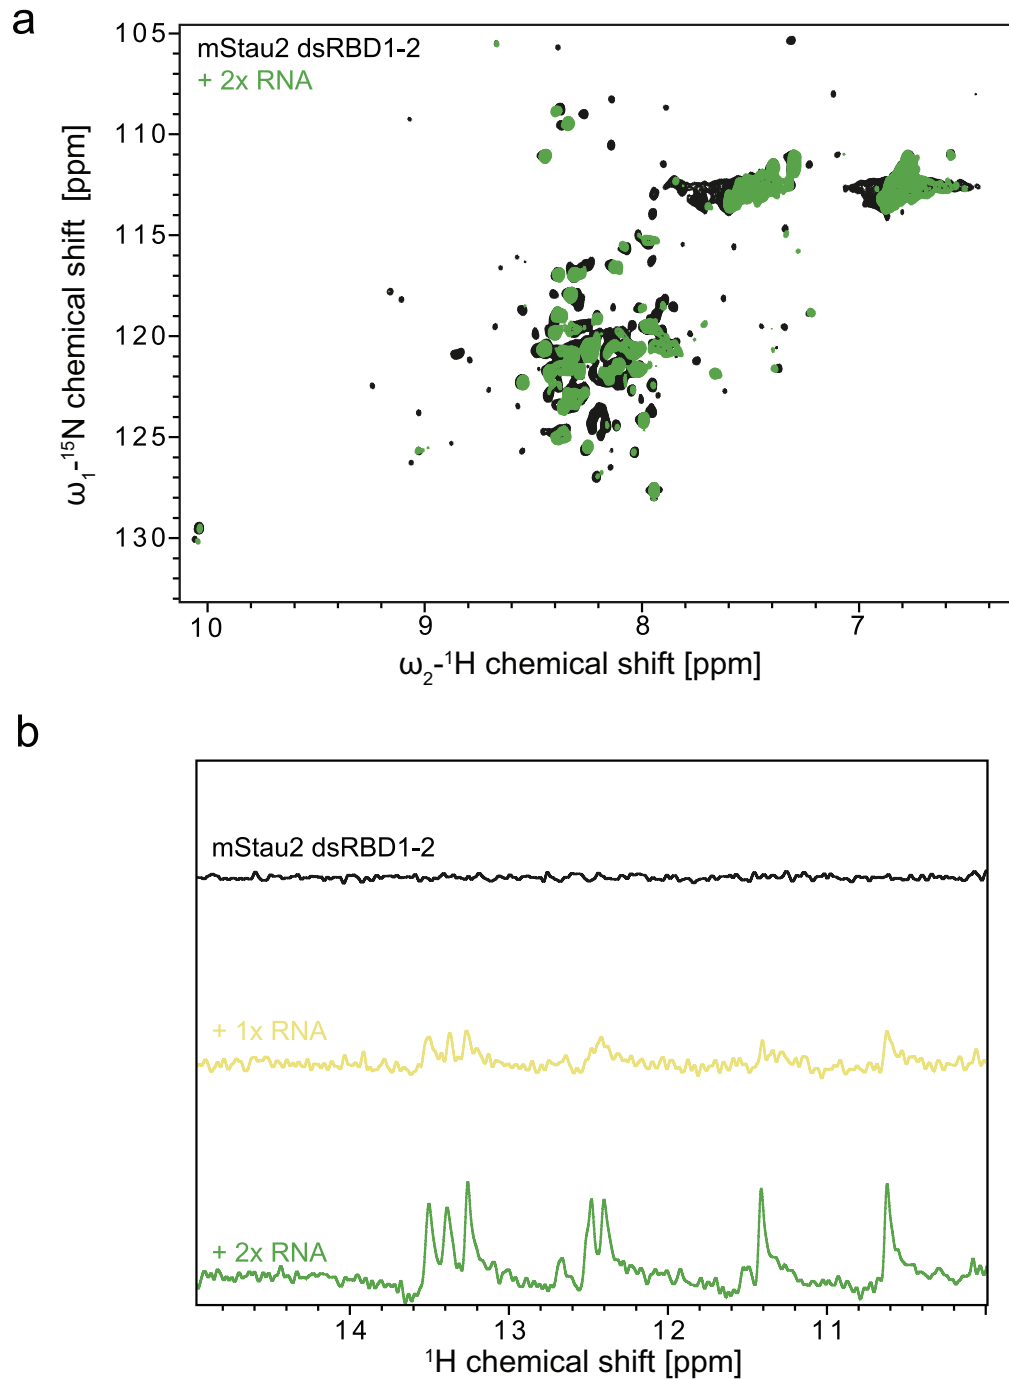 a
mStau2 dsRBD1-2
+ 2x RNA
105
110
115
120
125
130
ω₁-¹⁵N chemical shift [ppm]
10 9 8 7
ω₂-¹H chemical shift [ppm]
b
mStau2 dsRBD1-2
+ 1x RNA
+ 2x RNA
14 13 12 11
¹H chemical shift [ppm]